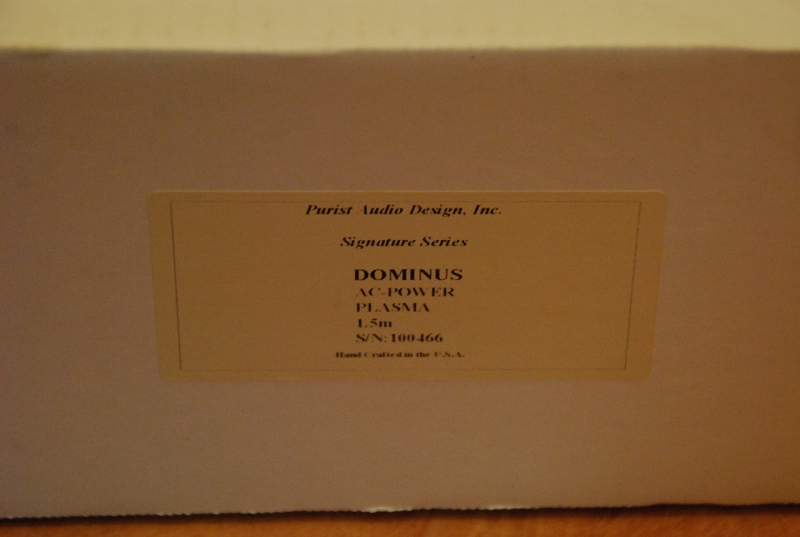 Purist Audio Design, Inc.
Signature Series
DOMINUS
AC-POWER
PLASMA
1.5m
S/N: 100466
Hand Crafted in the U.S.A.